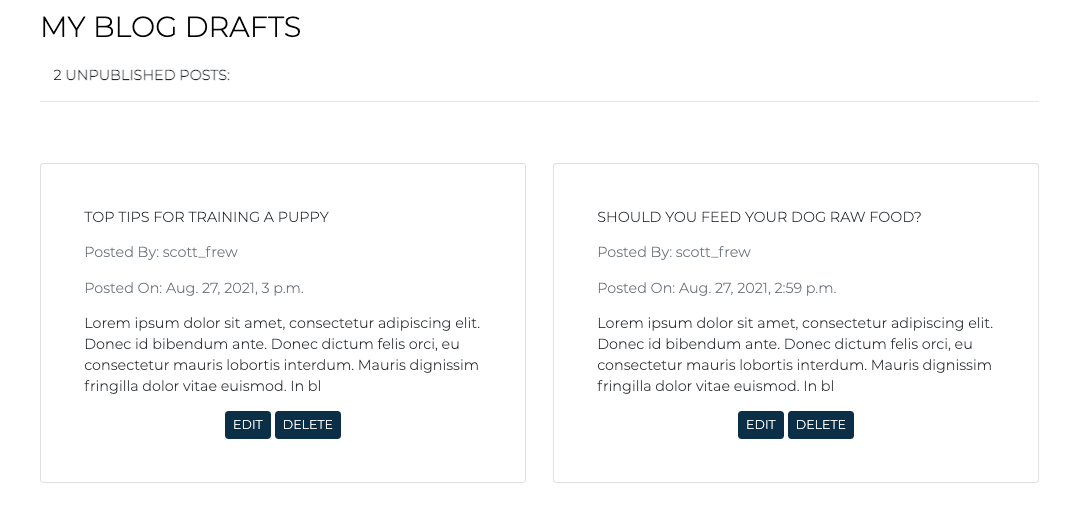 MY BLOG DRAFTS
2 UNPUBLISHED POSTS:
TOP TIPS FOR TRAINING A PUPPY
Posted By: scott_frew
Posted On: Aug. 27, 2021, 3 p.m.
Lorem ipsum dolor sit amet, consectetur adipiscing elit.
Donec id bibendum ante. Donec dictum felis orci, eu
consectetur mauris lobortis interdum. Mauris dignissim
fringilla dolor vitae euismod. In bl
EDIT DELETE
SHOULD YOU FEED YOUR DOG RAW FOOD?
Posted By: scott_frew
Posted On: Aug. 27, 2021, 2:59 p.m.
Lorem ipsum dolor sit amet, consectetur adipiscing elit.
Donec id bibendum ante. Donec dictum felis orci, eu
consectetur mauris lobortis interdum. Mauris dignissim
fringilla dolor vitae euismod. In bl
EDIT DELETE